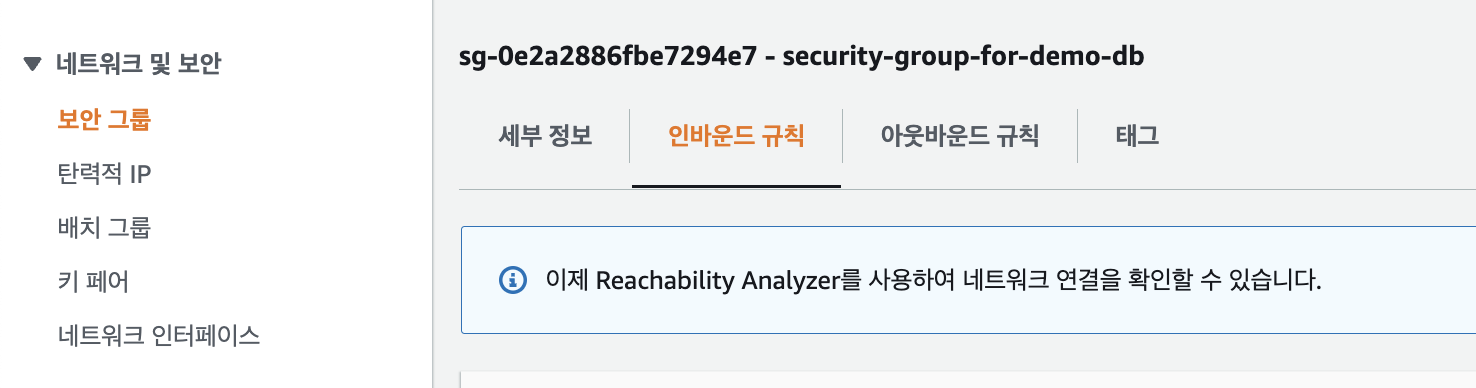 네트워크 및 보안
보안 그룹
탄력적 IP
배치 그룹
키 페어
네트워크 인터페이스
sg-0e2a2886fbe7294e7 - security-group-for-demo-db
세부 정보
인바운드 규칙
아웃바운드 규칙
태그
이제 Reachability Analyzer를 사용하여 네트워크 연결을 확인할 수 있습니다.